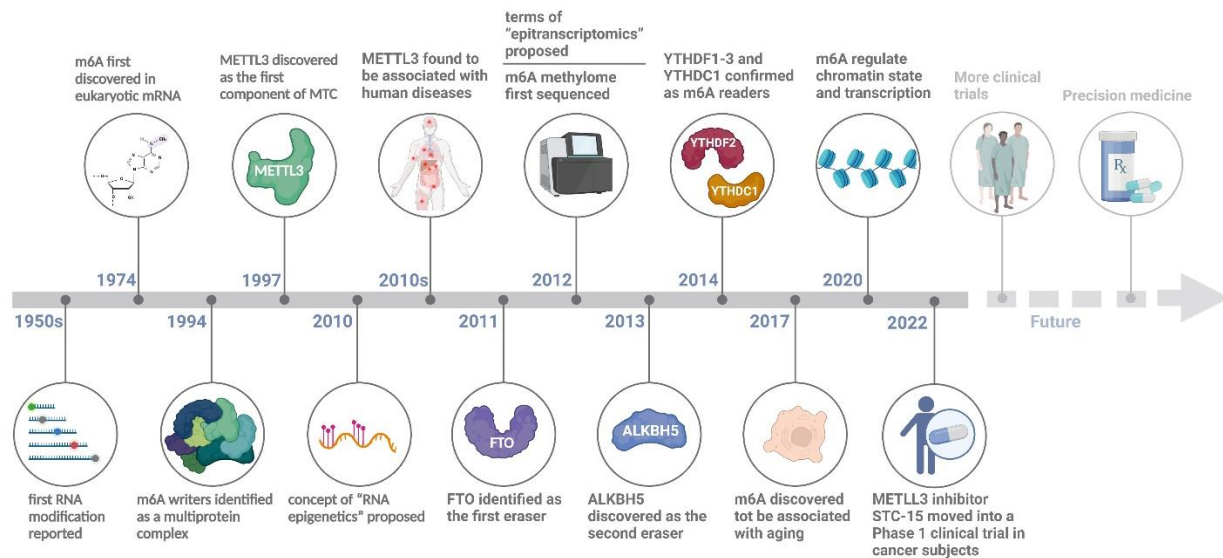 m6A first
discovered in
eukaryotic mRNA
METTL3 discovered
as the first
component of MTC
METTL3 found to
be associated with
human diseases
terms of
“epitranscriptomics”
proposed
m6A methylome
first sequenced
YTHDF1-3 and
YTHDC1 confirmed
as m6A readers
m6A regulate
chromatin state
and transcription
More clinical
trials
Precision medicine
METTL3
YTHDF2
YTHDC1
Rx
1974
1997
2010s
2012
2014
2020
1950s
1994
2010
2011
2013
2017
2022
Future
FTO
ALKBH5
first RNA
modification
reported
m6A writers identified
as a multiprotein
complex
concept of “RNA
epigenetics” proposed
FTO identified as
the first eraser
ALKBH5
discovered as the
second eraser
m6A discovered
tot be associated
with aging
METLL3 inhibitor
STC-15 moved into a
Phase 1 clinical trial in
cancer subjects